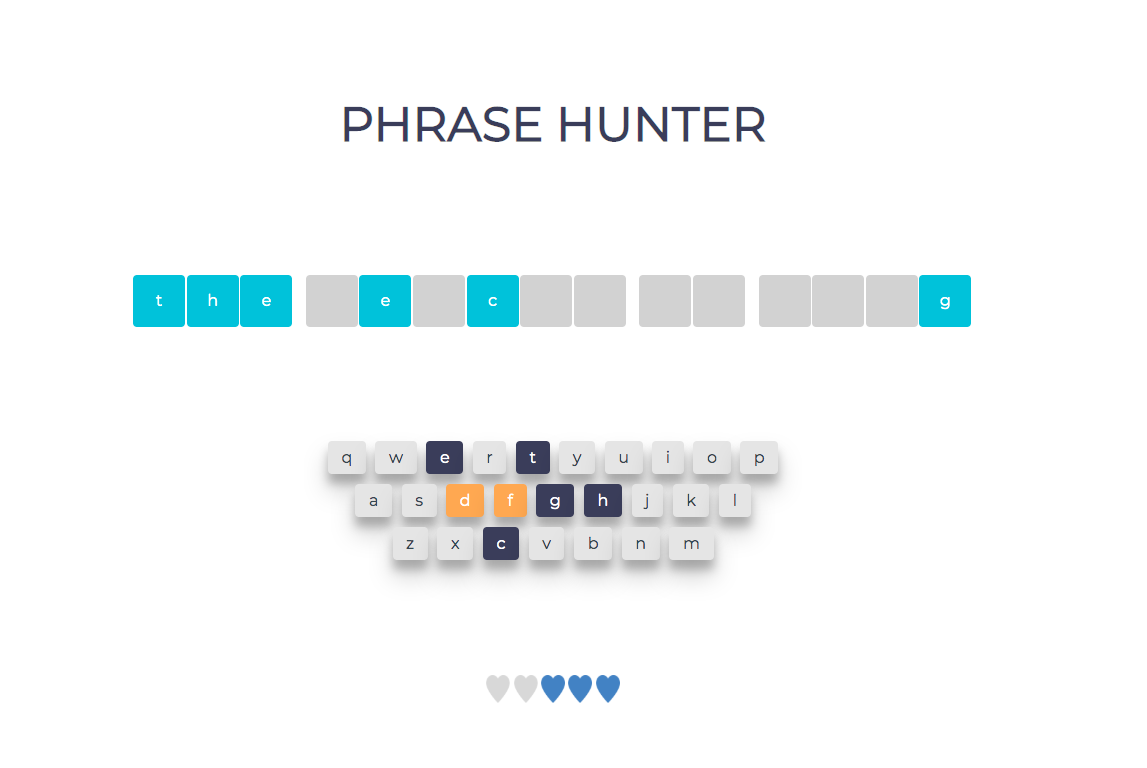 PHRASE HUNTER
t h e e c g
q w e r t y u i o p
a s d f g h j k l
z x c v b n m